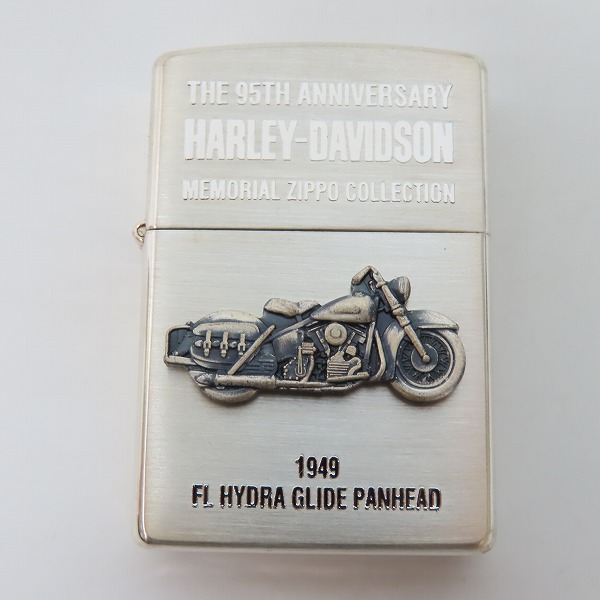 THE 95TH ANNIVERSARY
HARLEY-DAVIDSON
MEMORIAL ZIPPO COLLECTION
1949
FL HYDRA GLIDE PANHEAD